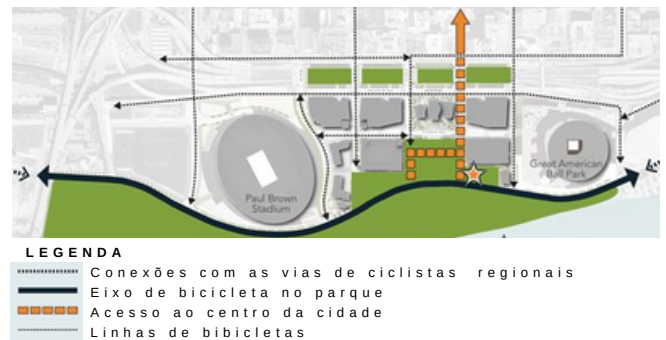 Great American
Ball Park
Paul Brown
Stadium
LEGENDA
Conexões com as vias de ciclistas regionais
Eixo de bicicleta no parque
Acesso ao centro da cidade
Linhas de bibicletas